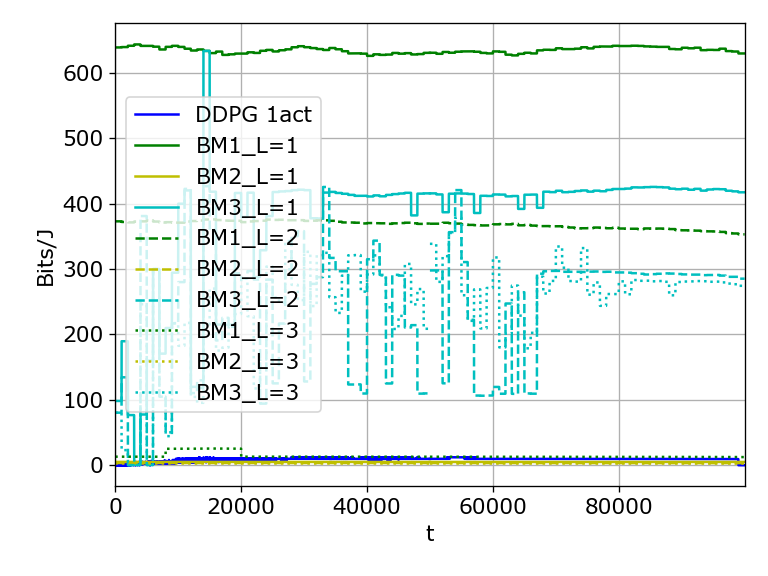 Bits/J
600
500
400
300
200
100
0
DDPG 1act
BM1_L=1
BM2_L=1
BM3_L=1
BM1_L=2
BM2_L=2
BM3_L=2
BM1_L=3
BM2_L=3
BM3_L=3
0 20000 40000 60000 80000
t